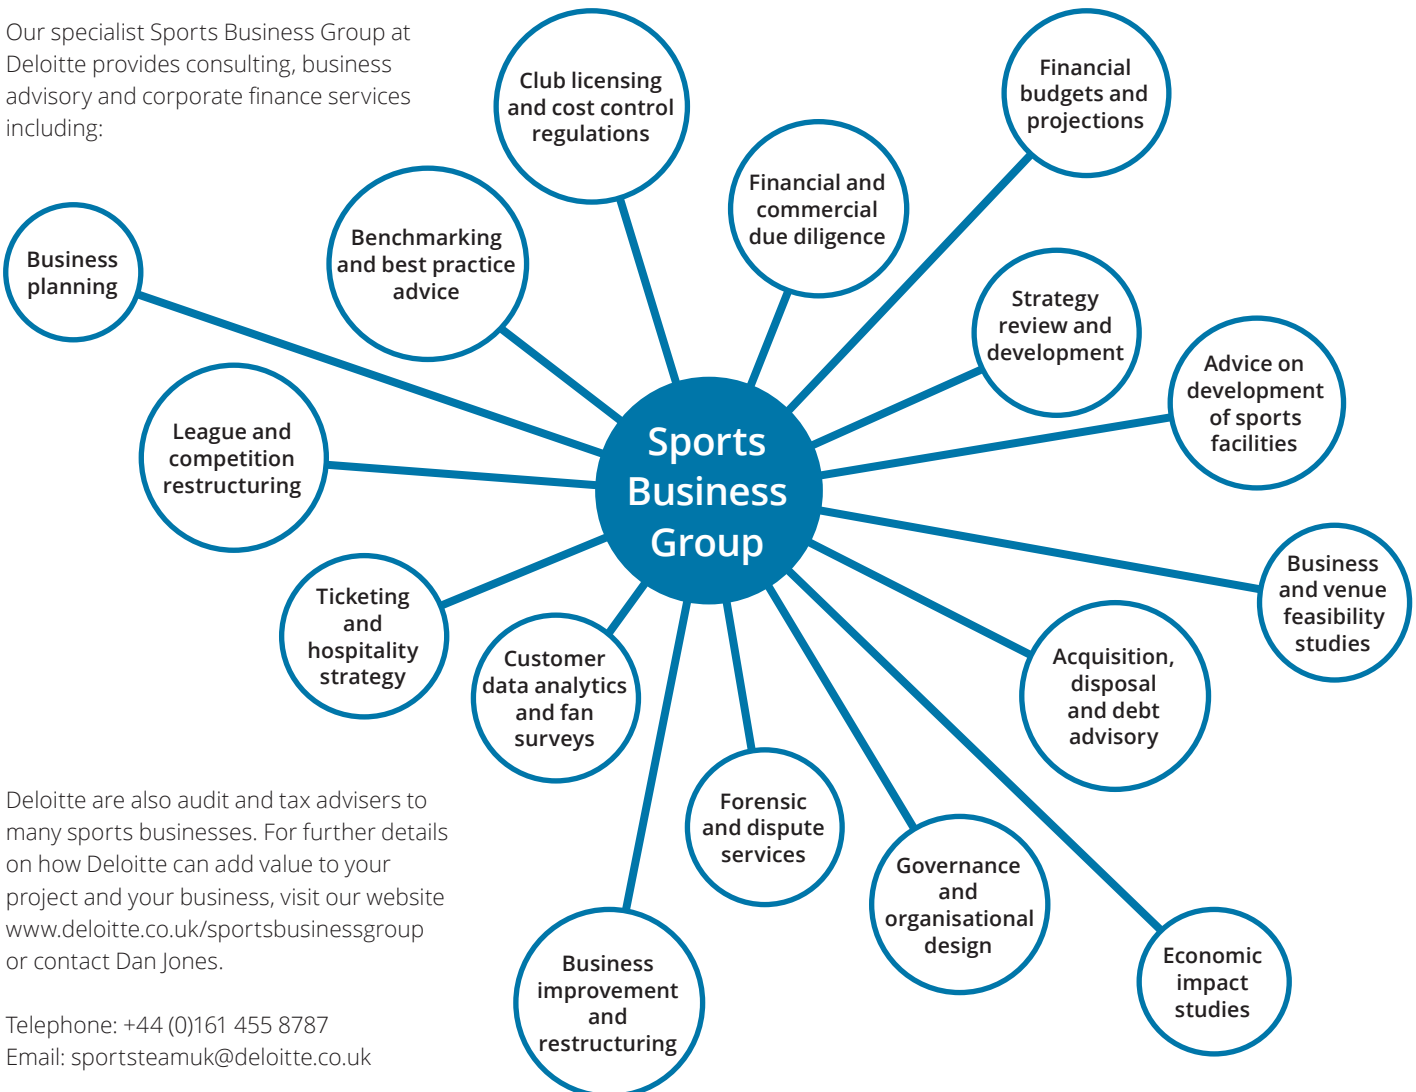 Our specialist Sports Business Group at
Deloitte provides consulting, business
advisory and corporate finance services
including:
Club licensing
and cost control
regulations
Financial
budgets and
projections
Financial and
commercial
due diligence
Benchmarking
and best practice
advice
Business
planning
Strategy
review and
development
Advice on
development
of sports
facilities
League and
competition
restructuring
Sports
Business
Group
Business
and venue
feasibility
studies
Ticketing
and
hospitality
strategy
Customer
data analytics
and fan
surveys
Acquisition,
disposal
and debt
advisory
Forensic
and dispute
services
Governance
and
organisational
design
Economic
impact
studies
Business
improvement
and
restructuring
Deloitte are also audit and tax advisers to
many sports businesses. For further details
on how Deloitte can add value to your
project and your business, visit our website
www.deloitte.co.uk/sportsbusinessgroup
or contact Dan Jones.
Telephone: +44 (0)161 455 8787
Email: sportsteamuk@deloitte.co.uk